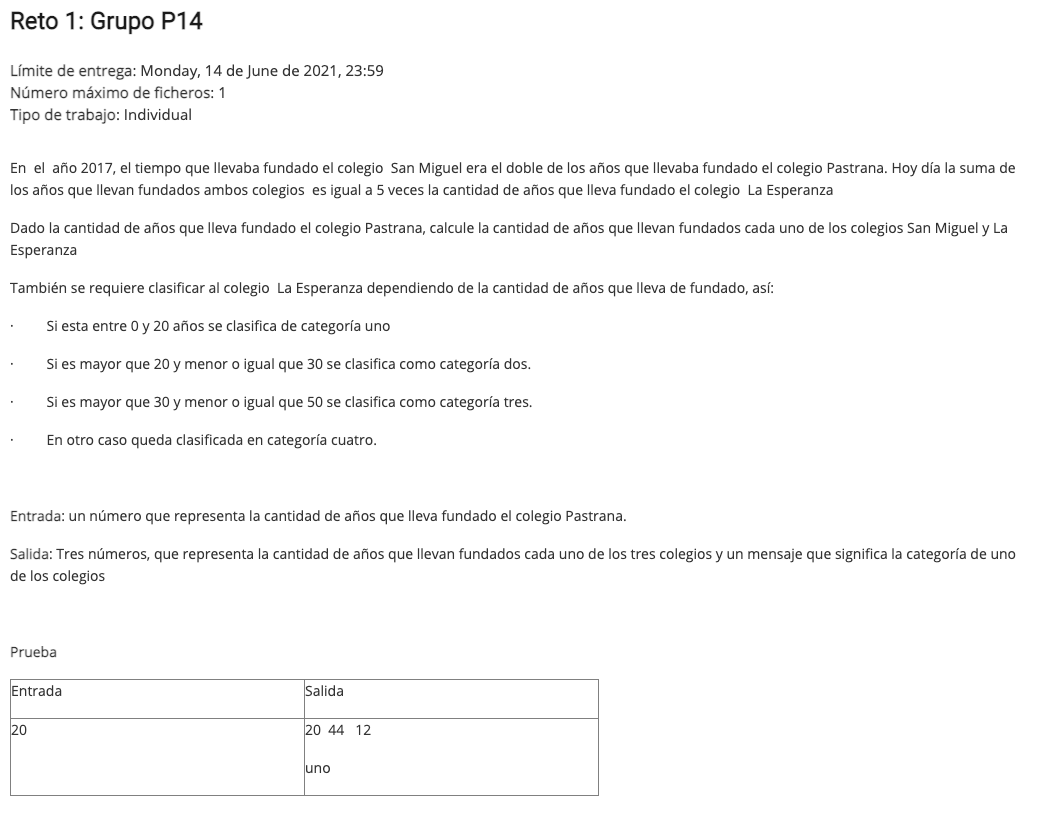 Reto 1: Grupo P14
Límite de entrega: Monday, 14 de June de 2021, 23:59
Número máximo de ficheros: 1
Tipo de trabajo: Individual
En el año 2017, el tiempo que llevaba fundado el colegio San Miguel era el doble de los años que llevaba fundado el colegio Pastrana. Hoy día la suma de
los años que llevan fundados ambos colegios es igual a 5 veces la cantidad de años que lleva fundado el colegio La Esperanza
Dado la cantidad de años que lleva fundado el colegio Pastrana, calcule la cantidad de años que llevan fundados cada uno de los colegios San Miguel y La
Esperanza
También se requiere clasificar al colegio La Esperanza dependiendo de la cantidad de años que lleva de fundado, así:
· Si esta entre 0 y 20 años se clasifica de categoría uno
· Si es mayor que 20 y menor o igual que 30 se clasifica como categoría dos.
· Si es mayor que 30 y menor o igual que 50 se clasifica como categoría tres.
· En otro caso queda clasificada en categoría cuatro.
Entrada: un número que representa la cantidad de años que lleva fundado el colegio Pastrana.
Salida: Tres números, que representa la cantidad de años que llevan fundados cada uno de los tres colegios y un mensaje que significa la categoría de uno
de los colegios
Prueba
Entrada Salida
20 20 44 12
uno